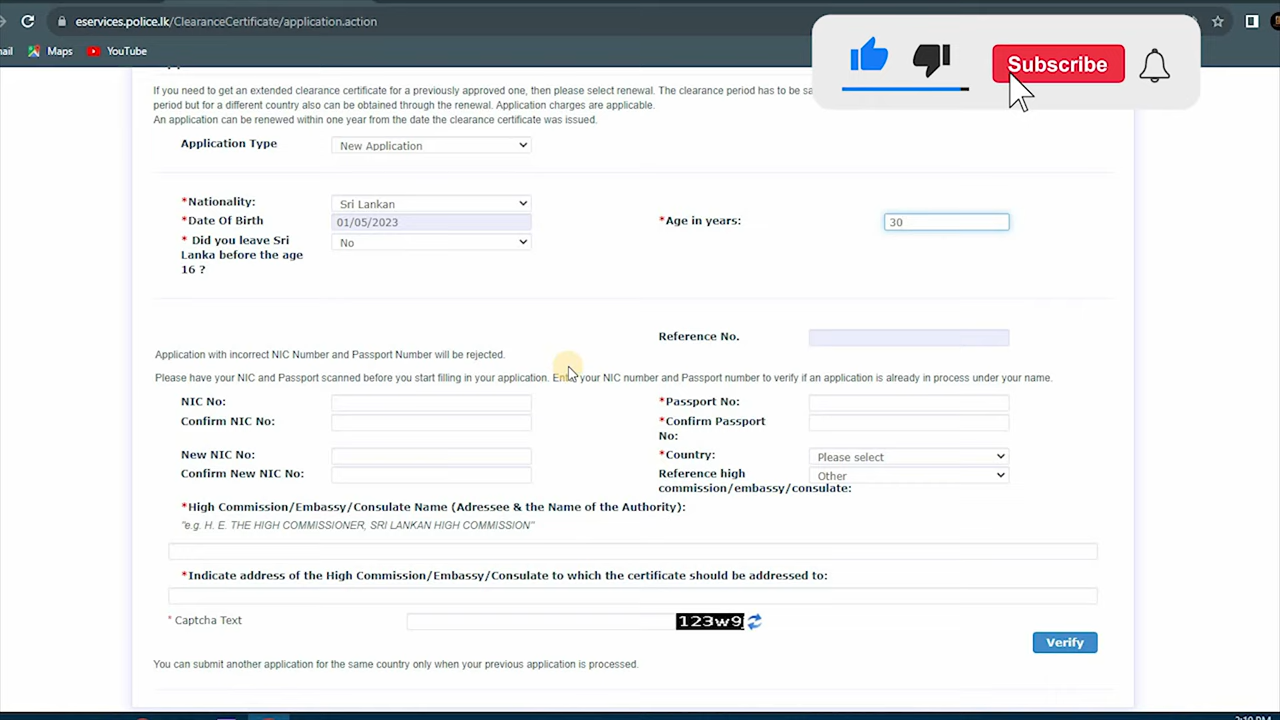 eservices.police.lk/ClearanceCertificate/application.action
Maps
YouTube
Subscribe
If you need to get an extended clearance certificate for a previously approved one, then please select renewal. The clearance period has to be
period but for a different country also can be obtained through the renewal. Application charges are applicable.
An application can be renewed within one year from the date the clearance certificate was issued.
Application Type
New Application
*Nationality:
Sri Lankan
*Date Of Birth
01/05/2023
*Age in years:
30
* Did you leave Sri
Lanka before the age
16 ?
No
Reference No.
Application with incorrect NIC Number and Passport Number will be rejected.
Please have your NIC and Passport scanned before you start filling in your application. Enter your NIC number and Passport number to verify if an application is already in process under your name.
NIC No:
*Passport No:
Confirm NIC No:
*Confirm Passport
No:
New NIC No:
*Country:
Please select
Confirm New NIC No:
Reference high
commission/embassy/consulate:
Other
*High Commission/Embassy/Consulate Name (Adressee & the Name of the Authority):
"e.g. H. E. THE HIGH COMMISSIONER, SRI LANKAN HIGH COMMISSION"
*Indicate address of the High Commission/Embassy/Consulate to which the certificate should be addressed to:
* Captcha Text
123w9
Verify
You can submit another application for the same country only when your previous application is processed.